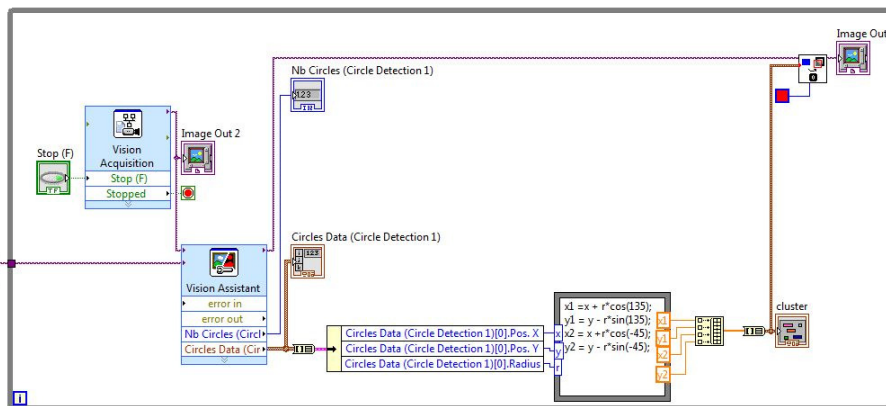 Image Out
Nb Circles (Circle Detection 1)
123
Image Out 2
Stop (F)
TF
Vision
Acquisition
Stop (F)
Stopped
Circles Data (Circle Detection 1)
123
Vision Assistant
error in
error out
Nb Circles (Circl
Circles Data (Cir
Circles Data (Circle Detection 1)[0].Pos. X
Circles Data (Circle Detection 1)[0].Pos. Y
Circles Data (Circle Detection 1)[0].Radius
x
y
r
x1 =x + r*cos(135);
y1 = y - r*sin(135);
x2 = x +r*cos(-45);
y2 = y - r*sin(-45);
x1
y1
x2
y2
cluster
i